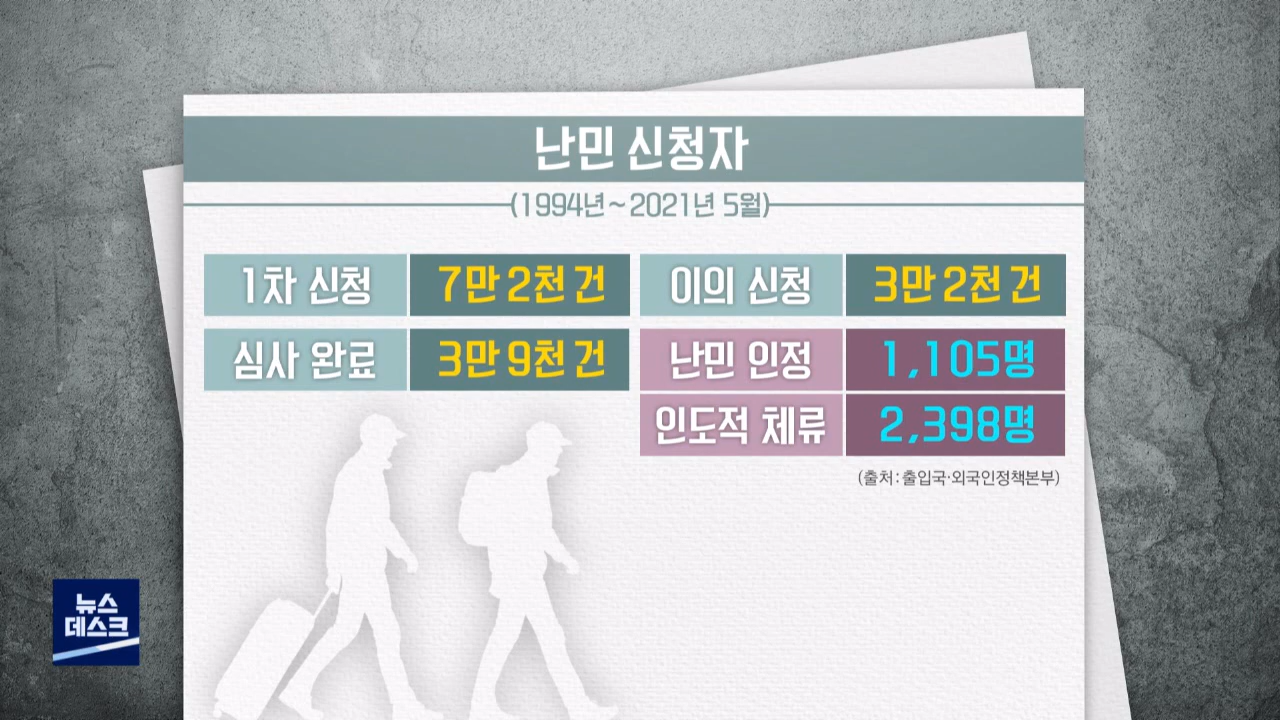 난민 신청자
(1994년~2021년 5월)
1차 신청 7만 2천 건 이의 신청 3만 2천 건
심사 완료 3만 9천 건 난민 인정 1,105명
인도적 체류 2,398명
(출처 : 출입국·외국인정책본부)
뉴스
데스크